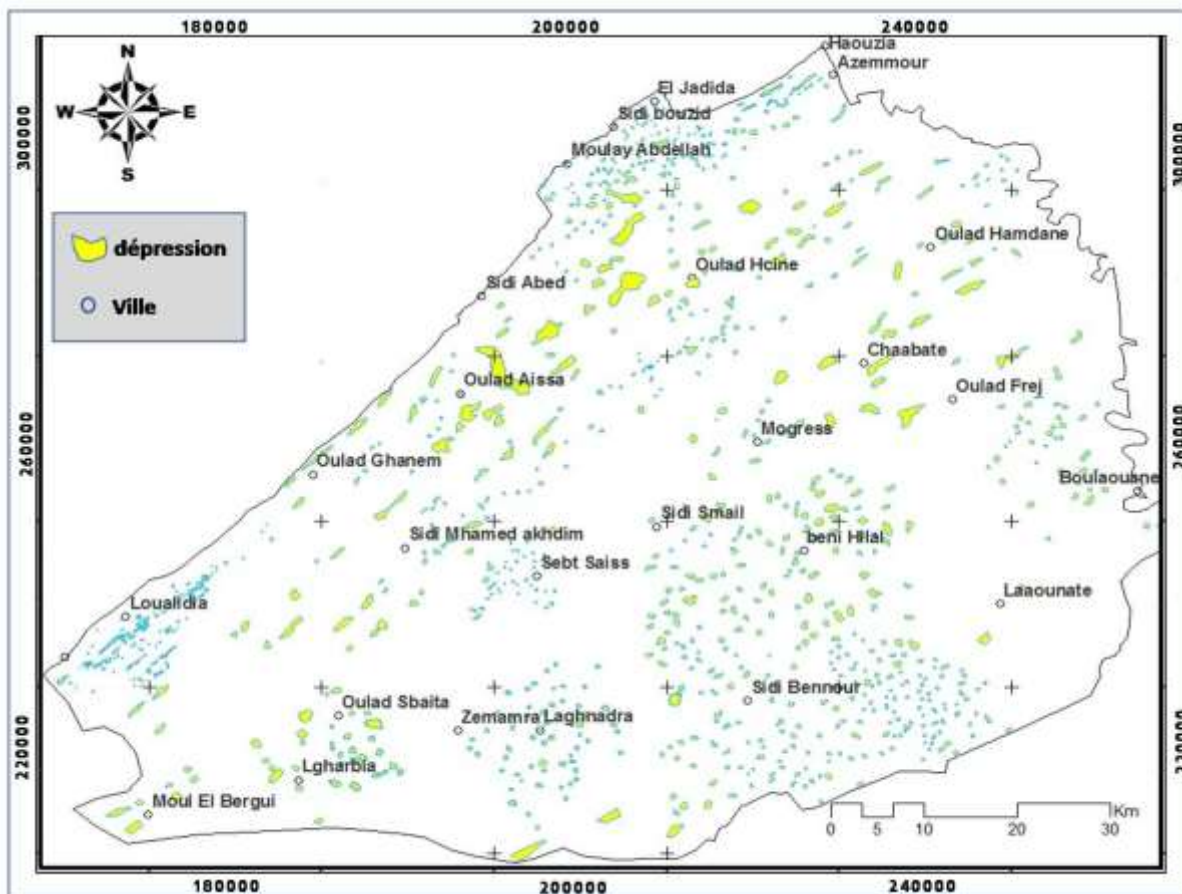 180000 200000 240000
N
W E
S
Haouzia
Azemmour
El Jadida
Sidi bouzid
Moulay Abdellah
300000
300000
dépression
Ville
Oulad Hamdane
Oulad Hcine
Sidi Abed
Chaabate
Oulad Aissa
Oulad Frej
Mogress
260000
260000
Oulad Ghanem
Boulaouane
Sidi Smail
Sidi Mhamed akhdim
beni Hilal
Sebt Saiss
Loualidia
Laaounate
Oulad Sbaita
Sidi Bennour
Zemamra
Laghnadra
220000
220000
Lgharbia
Moul El Bergui
Km
0 5 10 20 30
180000 200000 240000